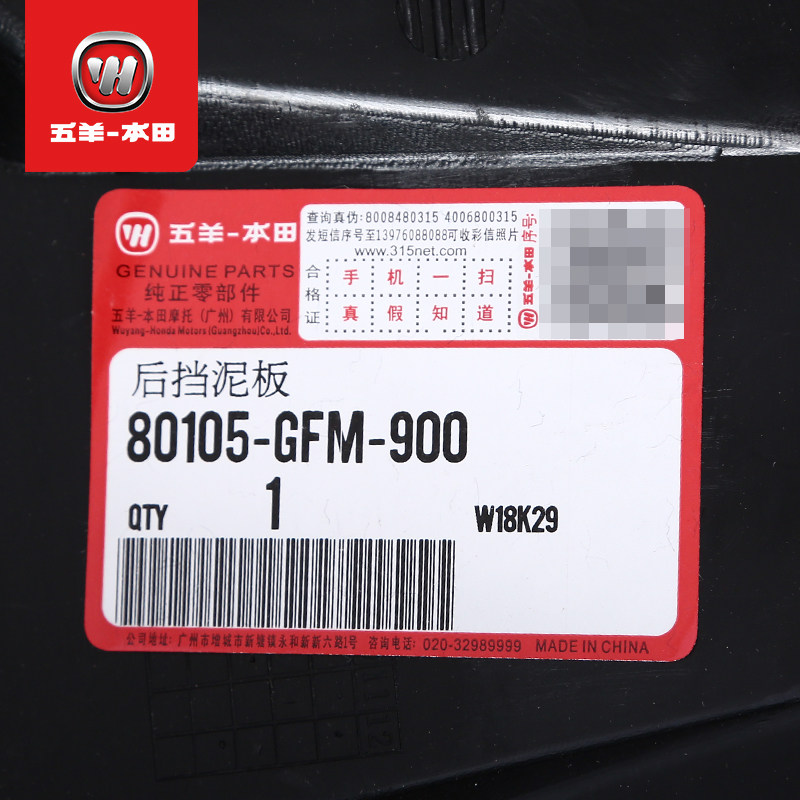 五羊-本田
五羊-本田
GENUINE PARTS
纯正零部件
五羊-本田摩托（广州）有限公司
Wuyang-Honda Motors (Guangzhou)Co.,Ltd.
查询真伪:8008480315 4006800315
发短信序号至13976088088可收彩信照片
www.315net.com
合格证
手机一扫
真假知道
序号:
五羊-本田
后挡泥板
80105-GFM-900
QTY 1 W18K29
公司地址:广州市增城市新塘镇永和新新六路1号 咨询电话: 020-32989999 MADE IN CHINA